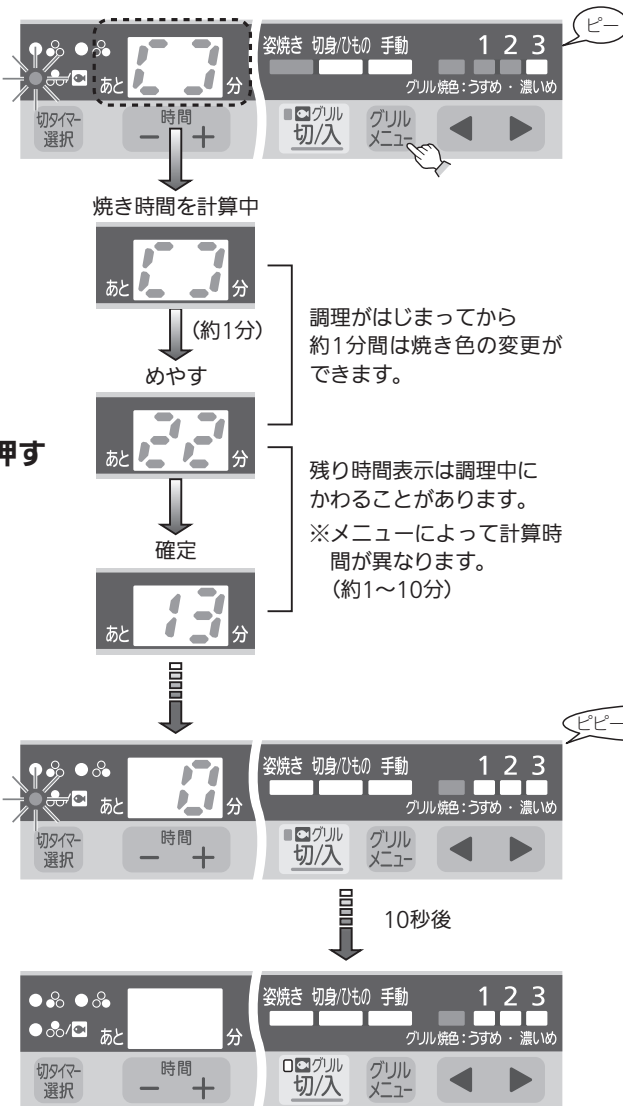 ピー
姿焼き 切身/ひもの 手動 1 2 3
あと 分 グリル焼色:うすめ ・ 濃いめ
切タイマー選択
時間
− +
グリル
切/入
グリル
メニュー
◀ ▶
焼き時間を計算中
あと 分
(約1分)
調理がはじまってから
約1分間は焼き色の変更が
できます。
めやす
あと 22 分
押す
残り時間表示は調理中に
かわることがあります。
※メニューによって計算時
間が異なります。
(約1〜10分)
確定
あと 13 分
ピピー
姿焼き 切身/ひもの 手動 1 2 3
あと 0 分 グリル焼色:うすめ ・ 濃いめ
切タイマー
選択
時間
− +
グリル
切/入
グリル
メニュー
◀ ▶
10秒後
姿焼き 切身/ひもの 手動 1 2 3
あと 分 グリル焼色:うすめ ・ 濃いめ
切タイマー
選択
時間
− +
グリル
切/入
グリル
メニュー
◀ ▶